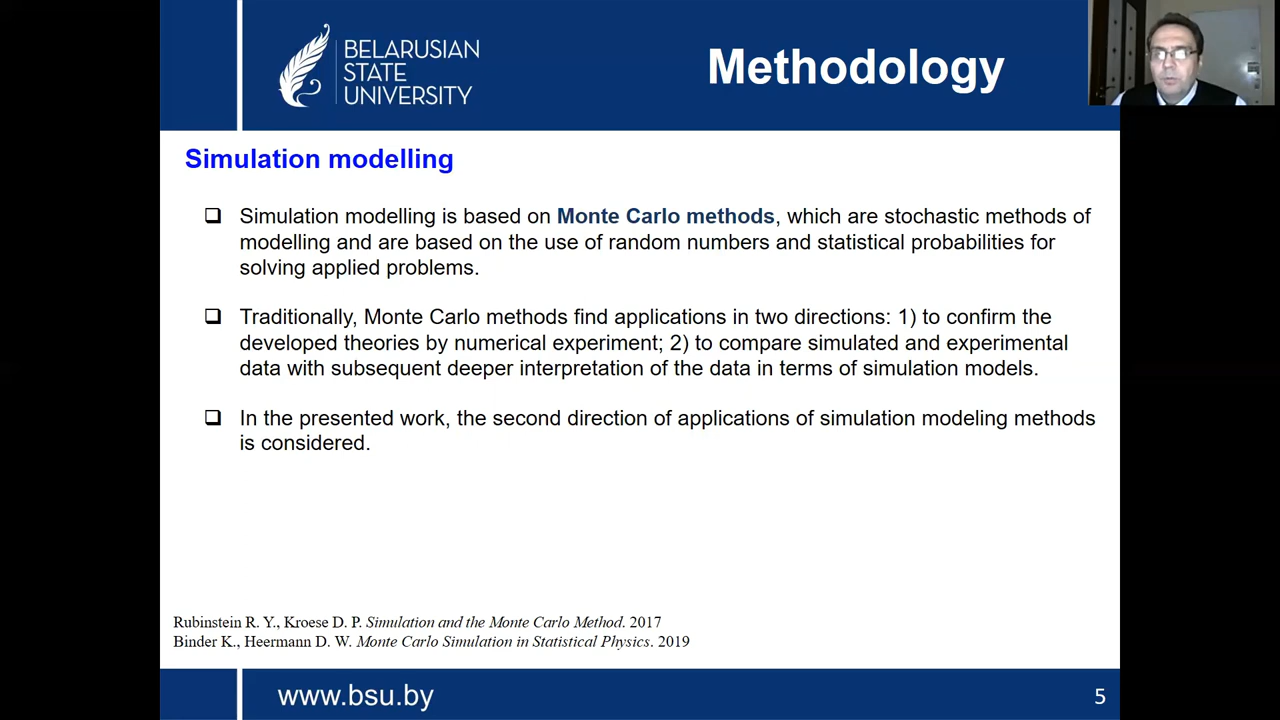 BELARUSIAN
STATE
UNIVERSITY
Methodology
Simulation modelling
Simulation modelling is based on Monte Carlo methods, which are stochastic methods of
modelling and are based on the use of random numbers and statistical probabilities for
solving applied problems.
Traditionally, Monte Carlo methods find applications in two directions: 1) to confirm the
developed theories by numerical experiment; 2) to compare simulated and experimental
data with subsequent deeper interpretation of the data in terms of simulation models.
In the presented work, the second direction of applications of simulation modeling methods
is considered.
Rubinstein R. Y., Kroese D. P. Simulation and the Monte Carlo Method. 2017
Binder K., Heermann D. W. Monte Carlo Simulation in Statistical Physics. 2019
www.bsu.by
5